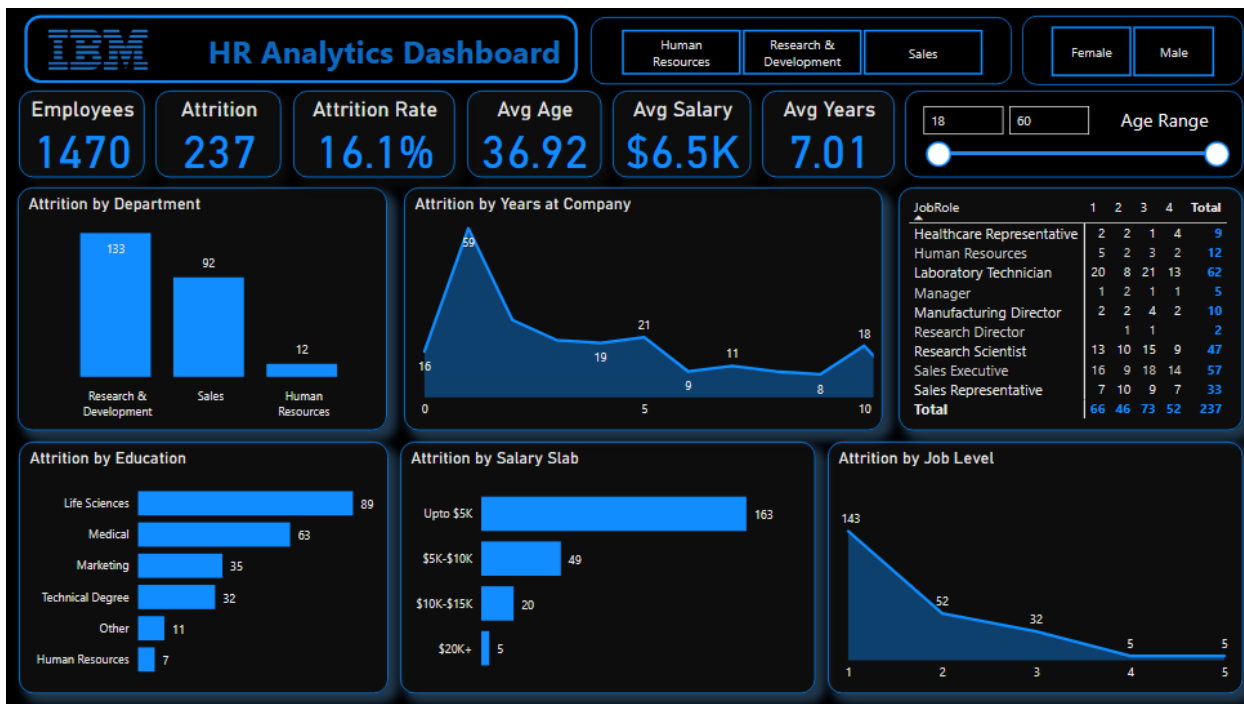 IBM
HR Analytics Dashboard
Human
Resources
Research &
Development
Sales
Female
Male
Employees
1470
Attrition
237
Attrition Rate
16.1%
Avg Age
36.92
Avg Salary
$6.5K
Avg Years
7.01
18
60
Age Range
Attrition by Department
133
92
12
Research &
Development
Sales
Human
Resources
Attrition by Years at Company
59
16
19
21
9
11
8
18
0 5 10
JobRole 1 2 3 4 Total
Healthcare Representative 2 2 1 4 9
Human Resources 5 2 3 2 12
Laboratory Technician 20 8 21 13 62
Manager 1 2 1 1 5
Manufacturing Director 2 2 4 2 10
Research Director 1 1 2
Research Scientist 13 10 15 9 47
Sales Executive 16 9 18 14 57
Sales Representative 7 10 9 7 33
Total 66 46 73 52 237
Attrition by Education
Life Sciences 89
Medical 63
Marketing 35
Technical Degree 32
Other 11
Human Resources 7
Attrition by Salary Slab
Upto $5K 163
$5K-$10K 49
$10K-$15K 20
$20K+ 5
Attrition by Job Level
143
52
32
5
5
1 2 3 4 5